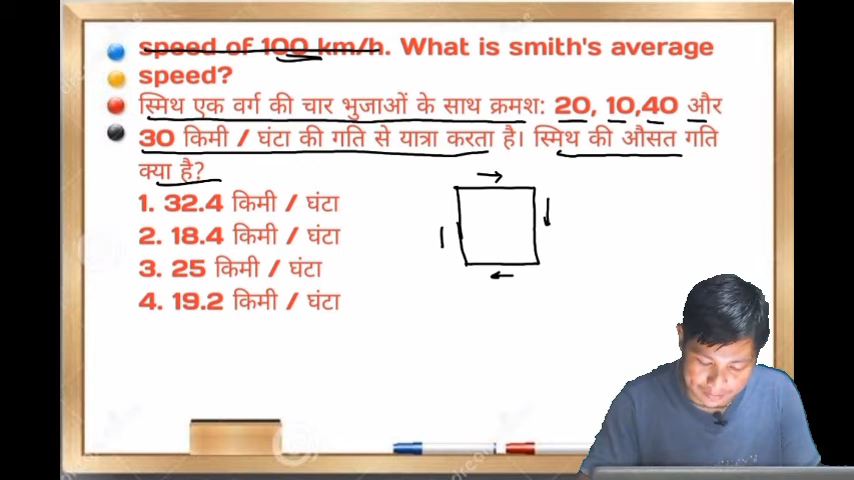 speed of 100 km/h. What is smith's average
speed?
स्मिथ एक वर्ग की चार भुजाओं के साथ क्रमश: 20, 10,40 और
30 किमी / घंटा की गति से यात्रा करता है। स्मिथ की औसत गति
क्या है?
1. 32.4 किमी / घंटा
2. 18.4 किमी / घंटा
3. 25 किमी / घंटा
4. 19.2 किमी / घंटा